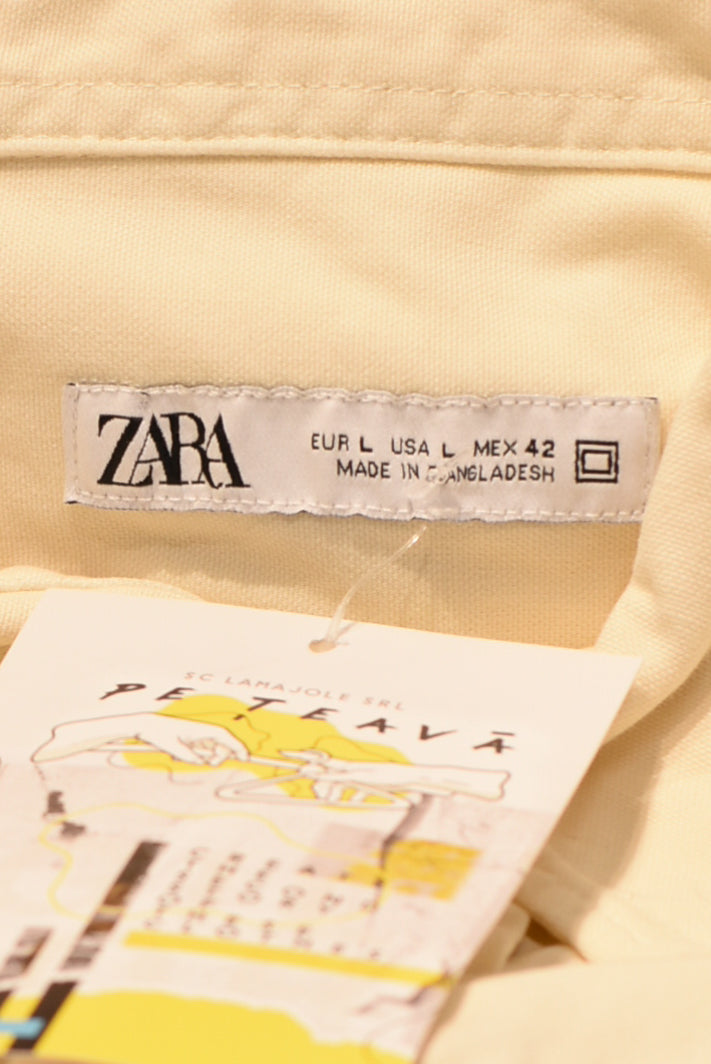 ZARA
EUR L USA L MEX 42
MADE IN BANGLADESH
SC LAMAJOLE SRL
PE TEAVĂ